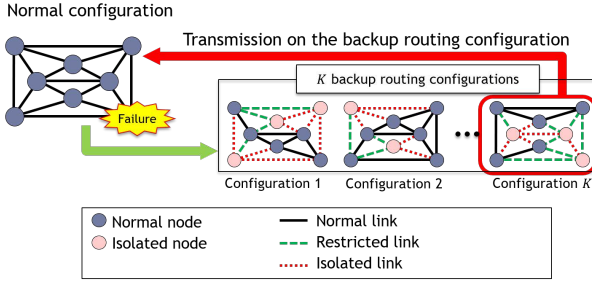 Normal configuration
Transmission on the backup routing configuration
K backup routing configurations
Failure
Configuration 1
Configuration 2
Configuration K
Normal node
Isolated node
Normal link
Restricted link
Isolated link